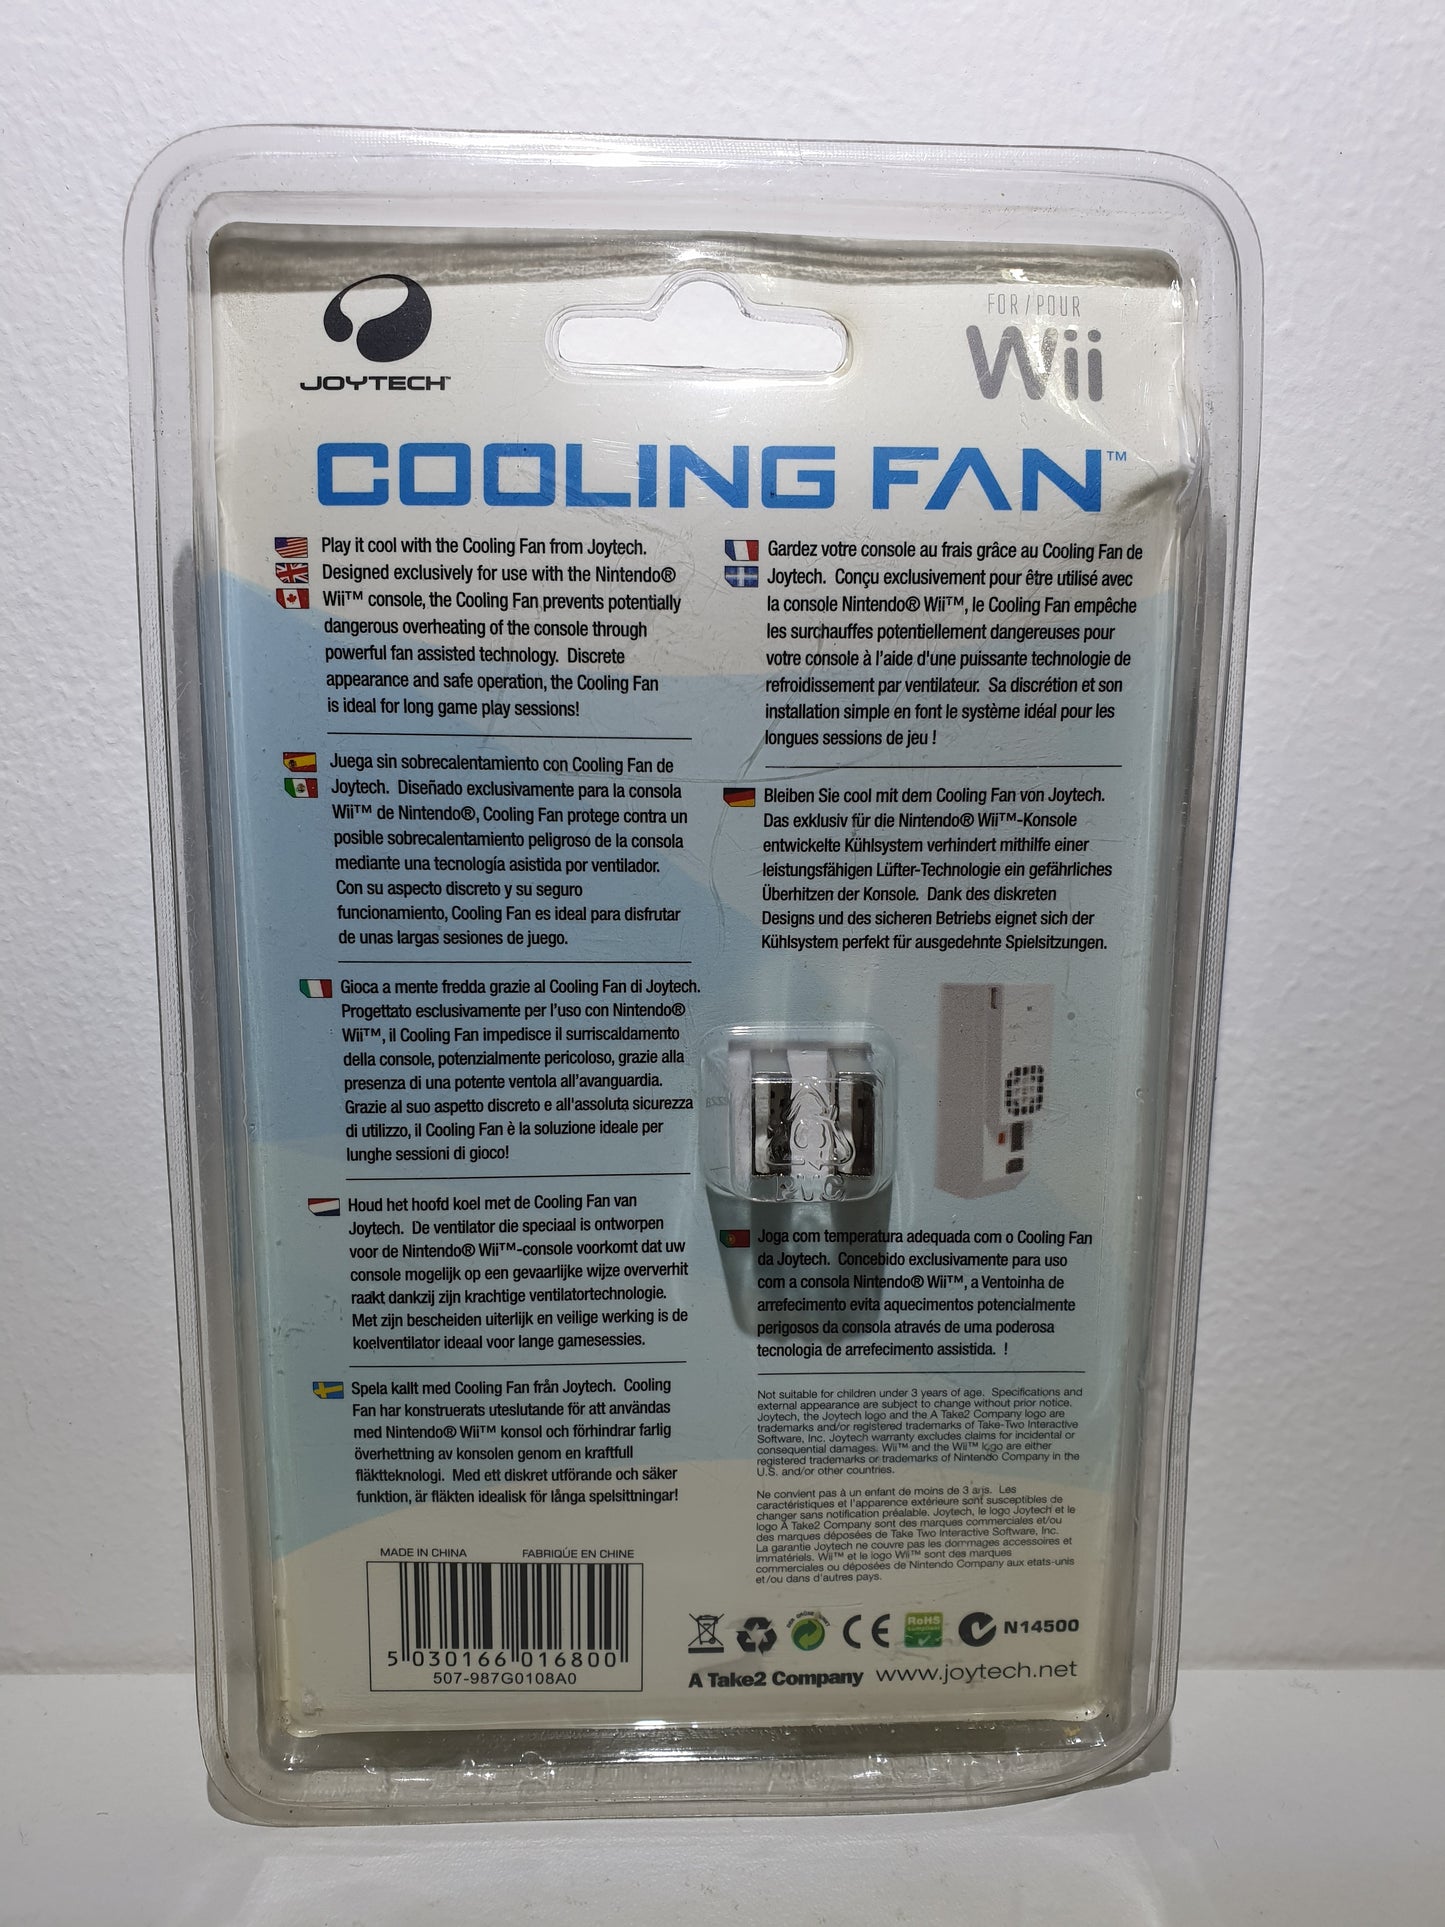 JOYTECH™
FOR/POUR
Wii
COOLING FAN™
Play it cool with the Cooling Fan from Joytech.
Designed exclusively for use with the Nintendo®
Wii™ console, the Cooling Fan prevents potentially
dangerous overheating of the console through
powerful fan assisted technology. Discrete
appearance and safe operation, the Cooling Fan
is ideal for long game play sessions!
Juega sin sobrecalentamiento con Cooling Fan de
Joytech. Diseñado exclusivamente para la consola
Wii™ de Nintendo®, Cooling Fan protege contra un
posible sobrecalentamiento peligroso de la consola
mediante una tecnología asistida por ventilador.
Con su aspecto discreto y su seguro
funcionamiento, Cooling Fan es ideal para disfrutar
de unas largas sesiones de juego.
Gioca a mente fredda grazie al Cooling Fan di Joytech.
Progettato esclusivamente per l'uso con Nintendo®
Wii™, il Cooling Fan impedisce il surriscaldamento
della console, potenzialmente pericoloso, grazie alla
presenza di una potente ventola all'avanguardia.
Grazie al suo aspetto discreto e all'assoluta sicurezza
di utilizzo, il Cooling Fan è la soluzione ideale per
lunghe sessioni di gioco!
Houd het hoofd koel met de Cooling Fan van
Joytech. De ventilator die speciaal is ontworpen
voor de Nintendo® Wii™-console voorkomt dat uw
console mogelijk op een gevaarlijke wijze oververhit
raakt dankzij zijn krachtige ventilatortechnologie.
Met zijn bescheiden uiterlijk en veilige werking is de
koelventilator ideaal voor lange gamesessies.
Spela kallt med Cooling Fan från Joytech. Cooling
Fan har konstruerats uteslutande för att användas
med Nintendo® Wii™ konsol och förhindrar farlig
överhettning av konsolen genom en kraftfull
fläktteknologi. Med ett diskret utförande och säker
funktion, är fläkten idealisk för långa spelsittningar!
MADE IN CHINA FABRIQÚE EN CHINE
5 030166 016800
507-987G0108A0
Gardez votre console au frais grâce au Cooling Fan de
Joytech. Conçu exclusivement pour être utilisé avec
la console Nintendo® Wii™, le Cooling Fan empêche
les surchauffes potentiellement dangereuses pour
votre console à l'aide d'une puissante technologie de
refroidissement par ventilateur. Sa discrétion et son
installation simple en font le système idéal pour les
longues sessions de jeu !
Bleiben Sie cool mit dem Cooling Fan von Joytech.
Das exklusiv für die Nintendo® Wii™-Konsole
entwickelte Kühlsystem verhindert mithilfe einer
leistungsfähigen Lüfter-Technologie ein gefährliches
Überhitzen der Konsole. Dank des diskreten
Designs und des sicheren Betriebs eignet sich der
Kühlsystem perfekt für ausgedehnte Spielsitzungen.
PVC
Joga com temperatura adequada com o Cooling Fan
da Joytech. Concebido exclusivamente para uso
com a consola Nintendo® Wii™, a Ventoinha de
arrefecimento evita aquecimentos potencialmente
perigosos da consola através de uma poderosa
tecnologia de arrefecimento assistida. !
Not suitable for children under 3 years of age. Specifications and
external appearance are subject to change without prior notice.
Joytech, the Joytech logo and the A Take2 Company logo are
trademarks and/or registered trademarks of Take-Two Interactive
Software, Inc. Joytech warranty excludes claims for incidental or
consequential damages. Wii™ and the Wii™ logo are either
registered trademarks or trademarks of Nintendo Company in the
U.S. and/or other countries.
Ne convient pas à un enfant de moins de 3 ans. Les
caractéristiques et l'apparence extérieure sont susceptibles de
changer sans notification préalable. Joytech, le logo Joytech et le
logo A Take2 Company sont des marques commerciales et/ou
des marques déposées de Take Two Interactive Software, Inc.
La garantie Joytech ne couvre pas les dommages accessoires et
immatériels. Wii™ et le logo Wii™ sont des marques
commerciales ou déposées de Nintendo Company aux etats-unis
et/ou dans d'autres pays.
CE RoHS compliant N14500
A Take2 Company www.joytech.net